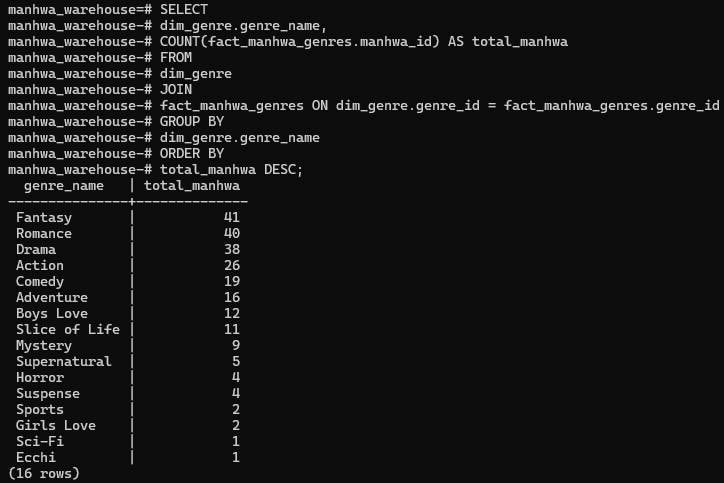 manhwa_warehouse=# SELECT
manhwa_warehouse-# dim_genre.genre_name,
manhwa_warehouse-# COUNT(fact_manhwa_genres.manhwa_id) AS total_manhwa
manhwa_warehouse-# FROM
manhwa_warehouse-# dim_genre
manhwa_warehouse-# JOIN
manhwa_warehouse-# fact_manhwa_genres ON dim_genre.genre_id = fact_manhwa_genres.genre_id
manhwa_warehouse-# GROUP BY
manhwa_warehouse-# dim_genre.genre_name
manhwa_warehouse-# ORDER BY
manhwa_warehouse-# total_manhwa DESC;
  genre_name   | total_manhwa
---------------+--------------
 Fantasy       |           41
 Romance       |           40
 Drama         |           38
 Action        |           26
 Comedy        |           19
 Adventure     |           16
 Boys Love     |           12
 Slice of Life |           11
 Mystery       |            9
 Supernatural  |            5
 Horror        |            4
 Suspense      |            4
 Sports        |            2
 Girls Love    |            2
 Sci-Fi        |            1
 Ecchi         |            1
(16 rows)